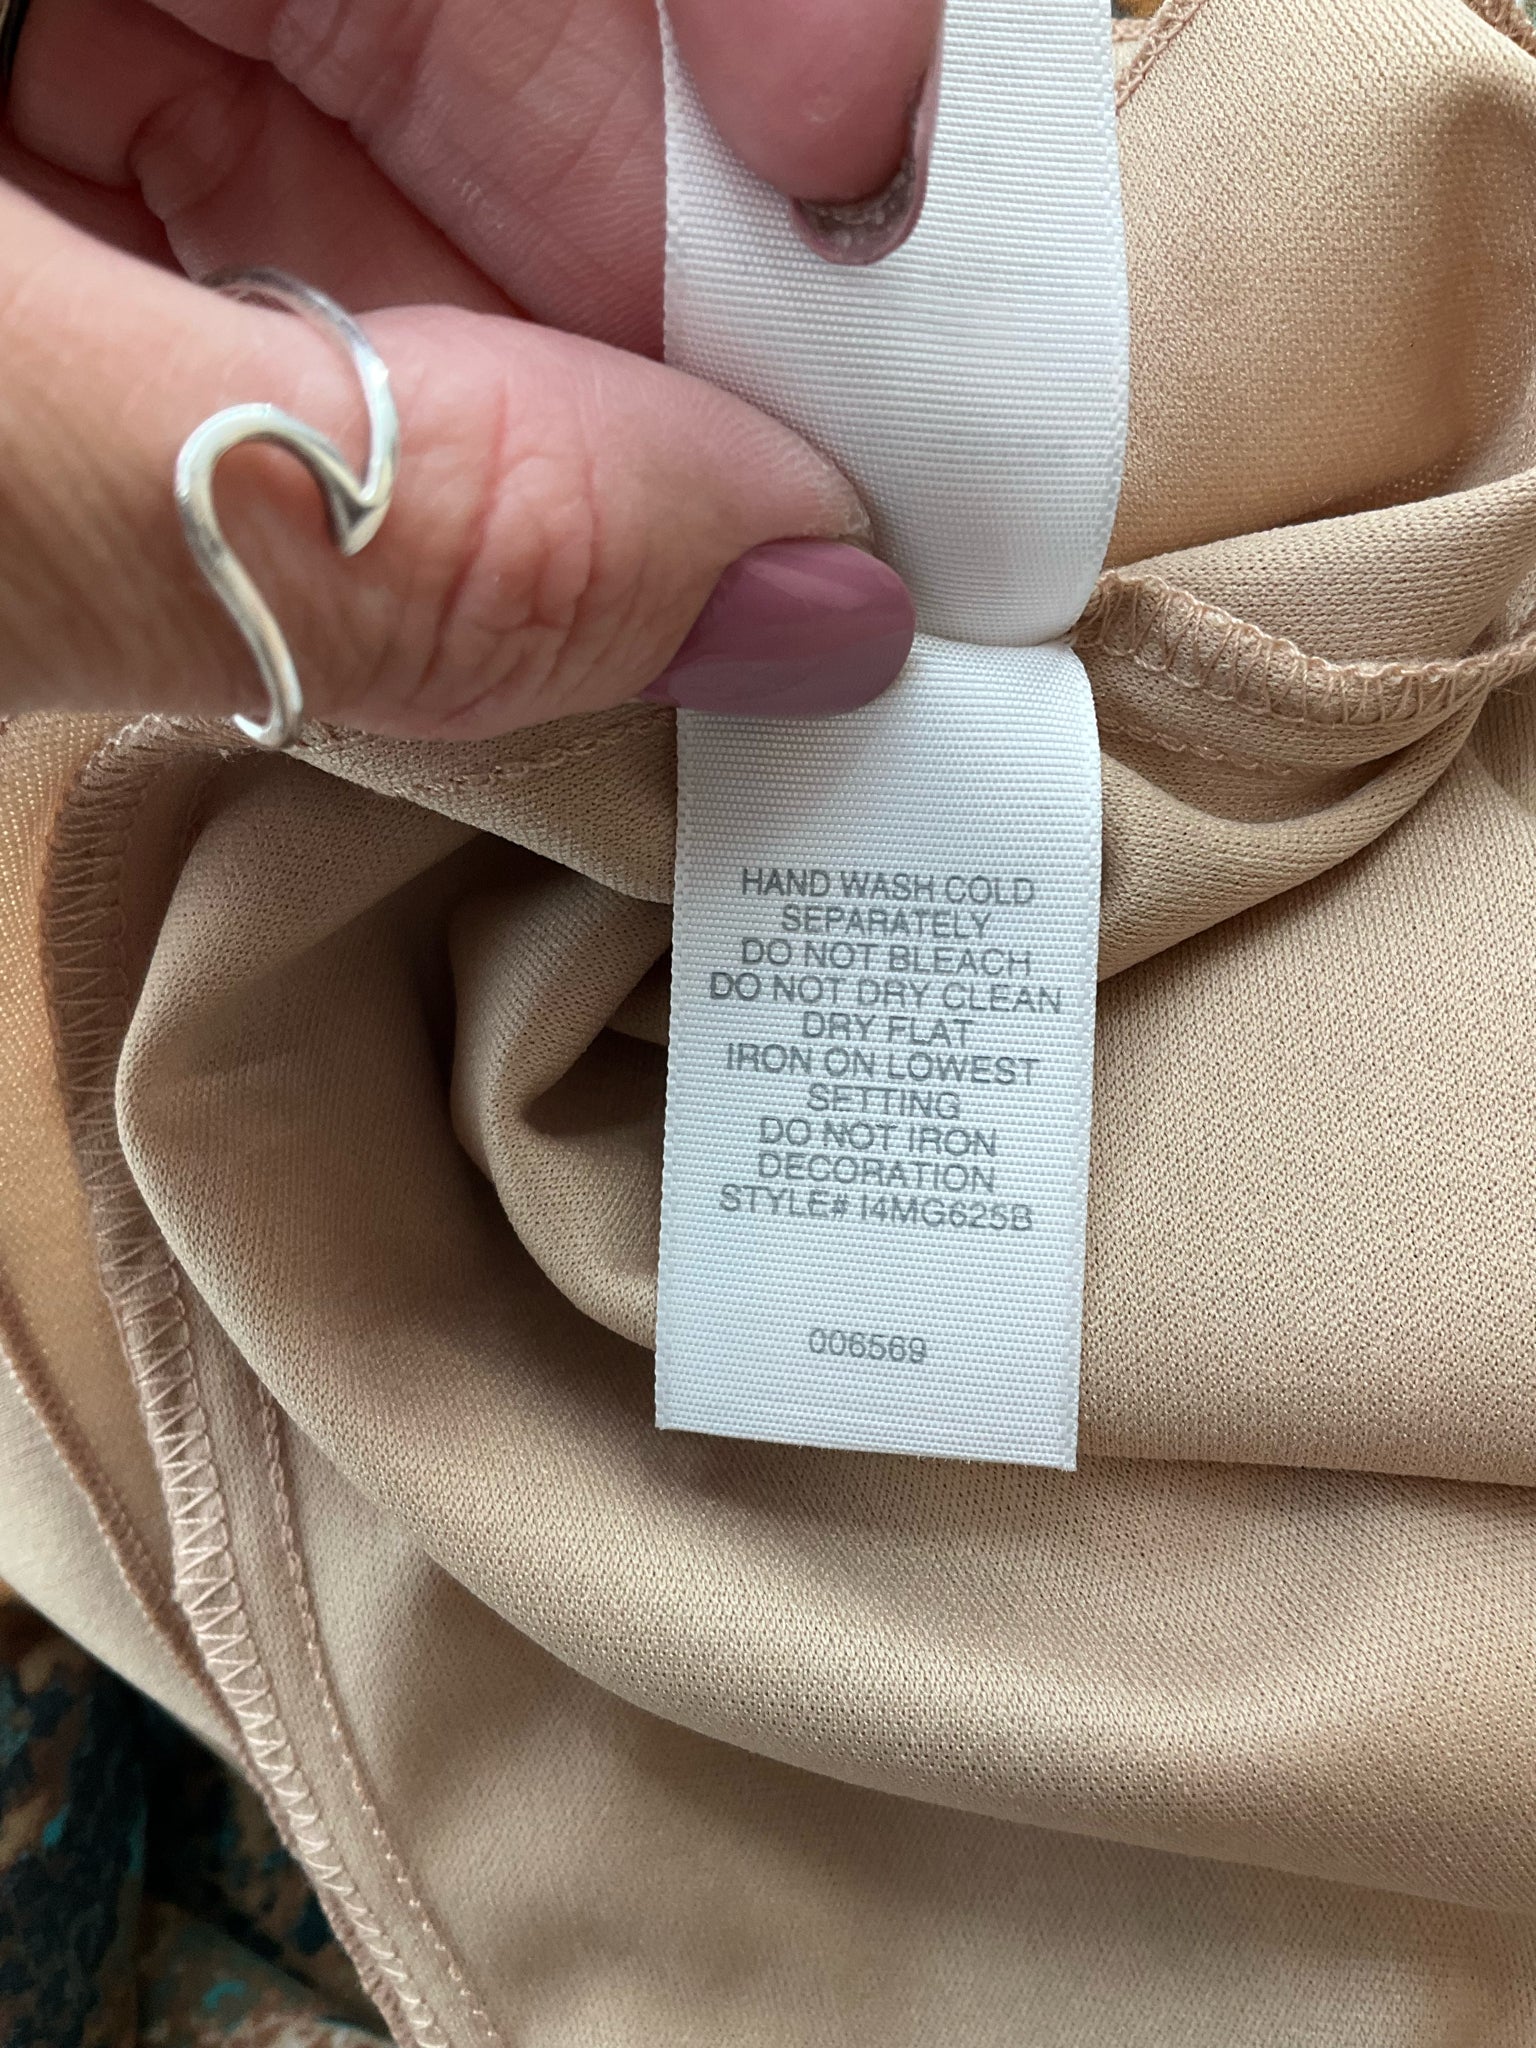 HAND WASH COLD
SEPARATELY
DO NOT BLEACH
DO NOT DRY CLEAN
DRY FLAT
IRON ON LOWEST
SETTING
DO NOT IRON
DECORATION
STYLE# I4MG625B
006569